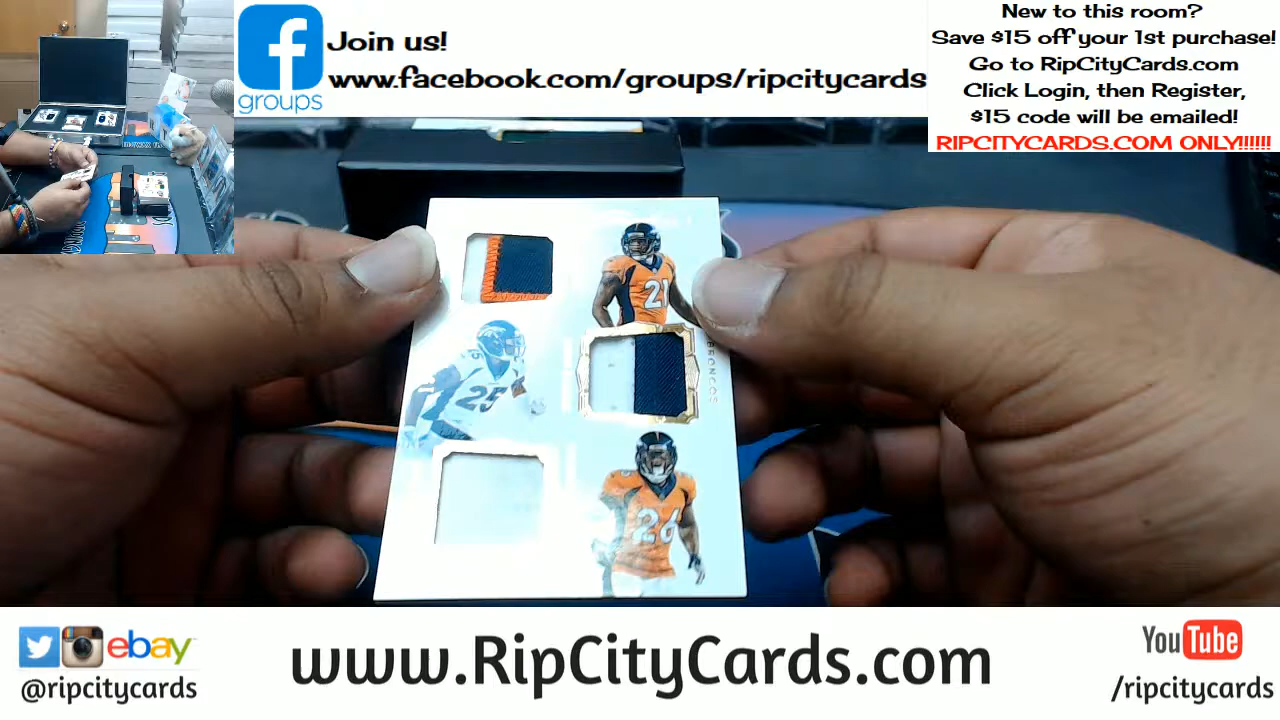 groups
Join us!
www.facebook.com/groups/ripcitycards
New to this room?
Save $15 off your 1st purchase!
Go to RipCityCards.com
Click Login, then Register,
$15 code will be emailed!
RIPCITYCARDS.COM ONLY!!!!!!
21
BRONCOS
25
26
ebay
@ripcitycards
www.RipCityCards.com
YouTube
/ripcitycards